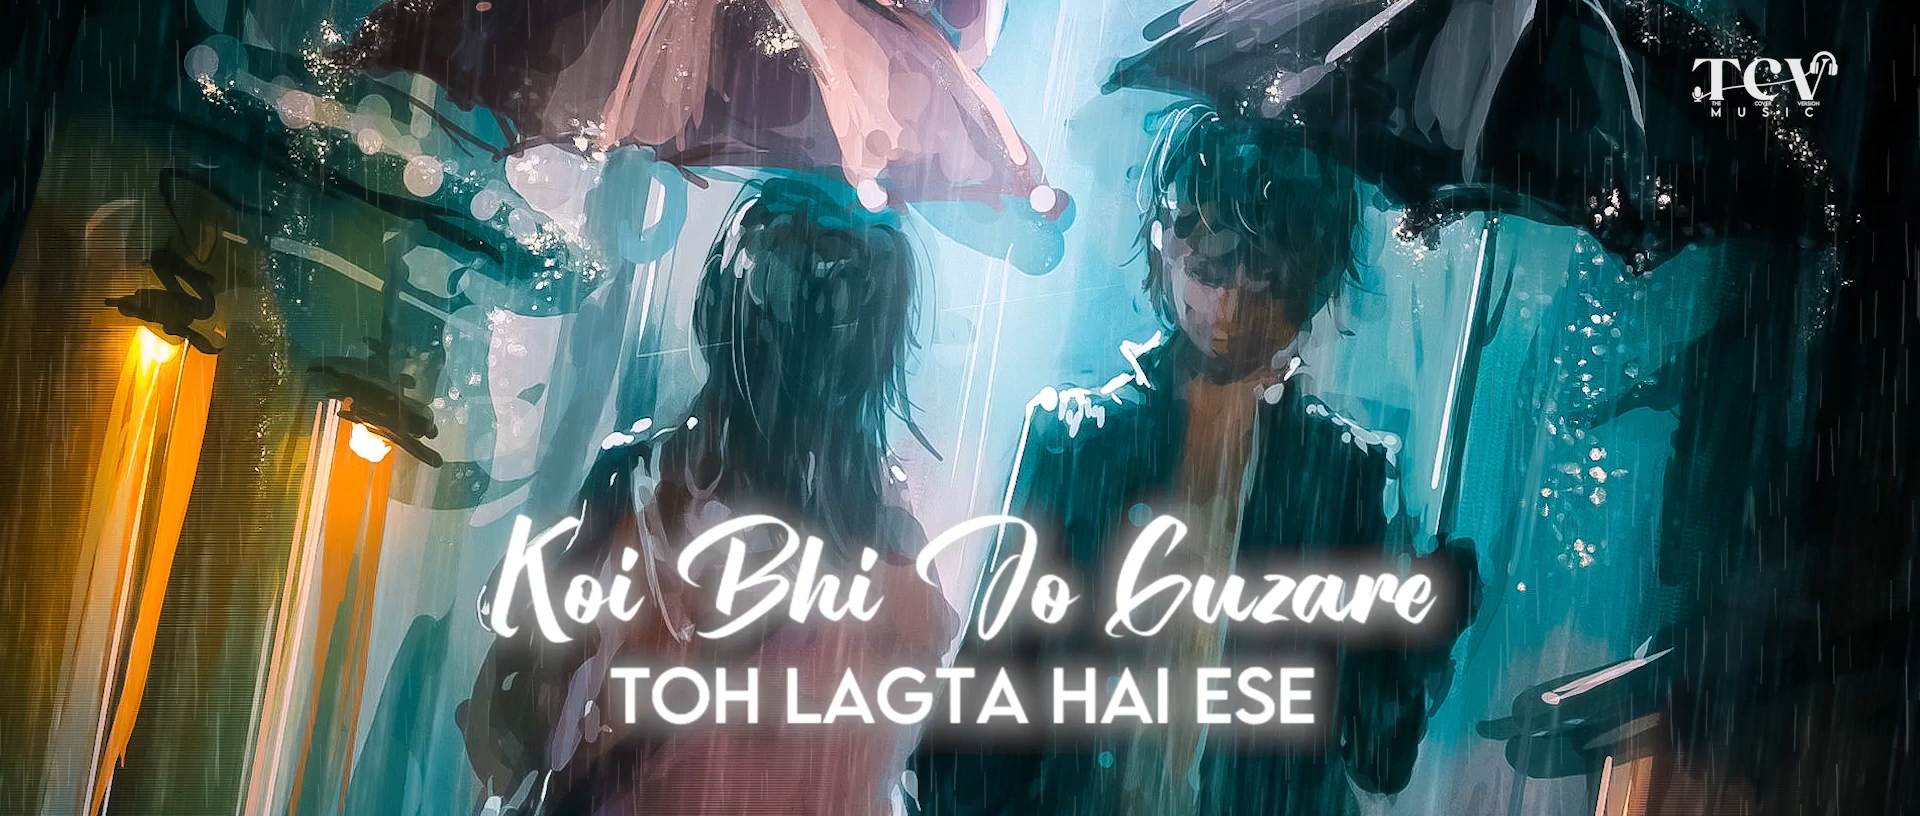 TCV
THE COVER VERSION
MUSIC
Koi Bhi Jo Guzare
TOH LAGTA HAI ESE